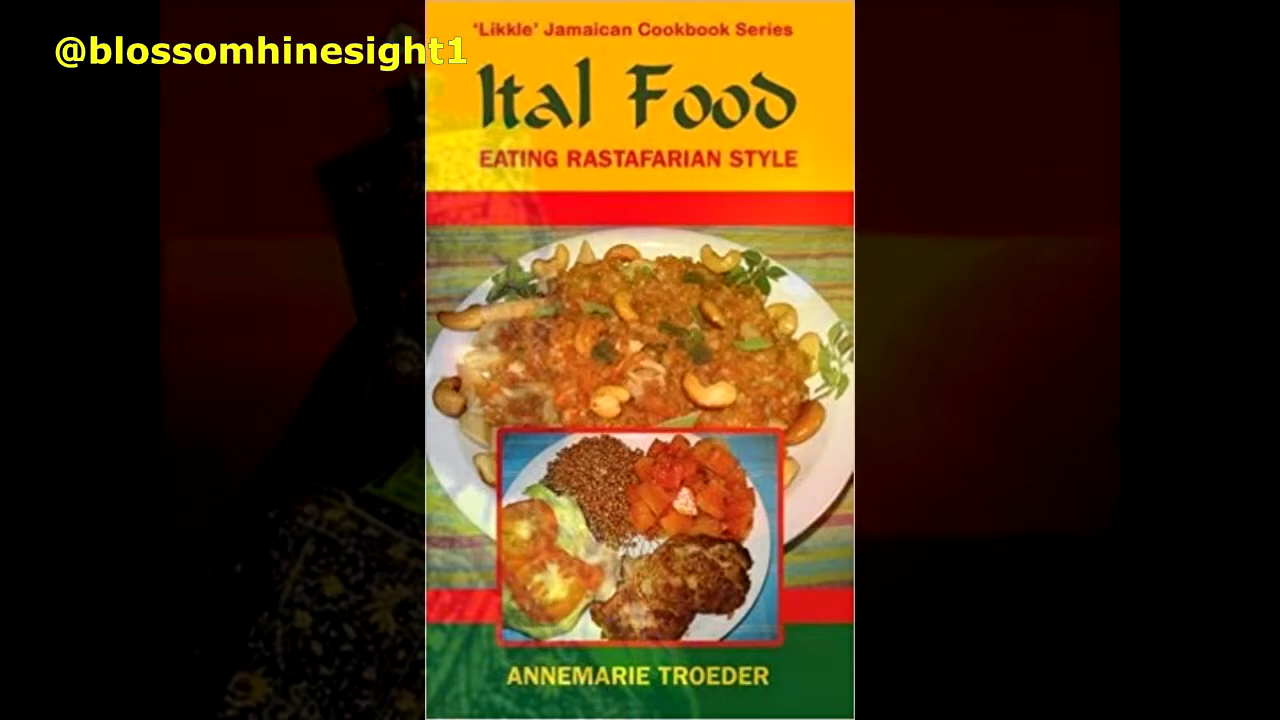 @blossomhinesight1
'Likkle' Jamaican Cookbook Series
Ital Food
EATING RASTAFARIAN STYLE
ANNEMARIE TROEDER